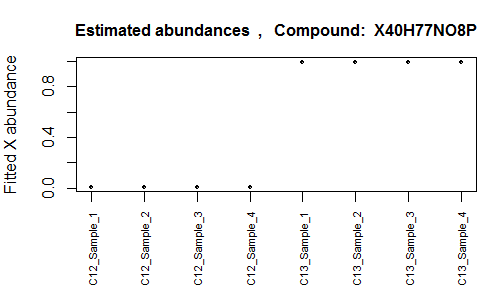 Estimated abundances , Compound: X40H77NO8P
Fitted X abundance
0.8
0.4
0.0
C12_Sample_1
C12_Sample_2
C12_Sample_3
C12_Sample_4
C13_Sample_1
C13_Sample_2
C13_Sample_3
C13_Sample_4